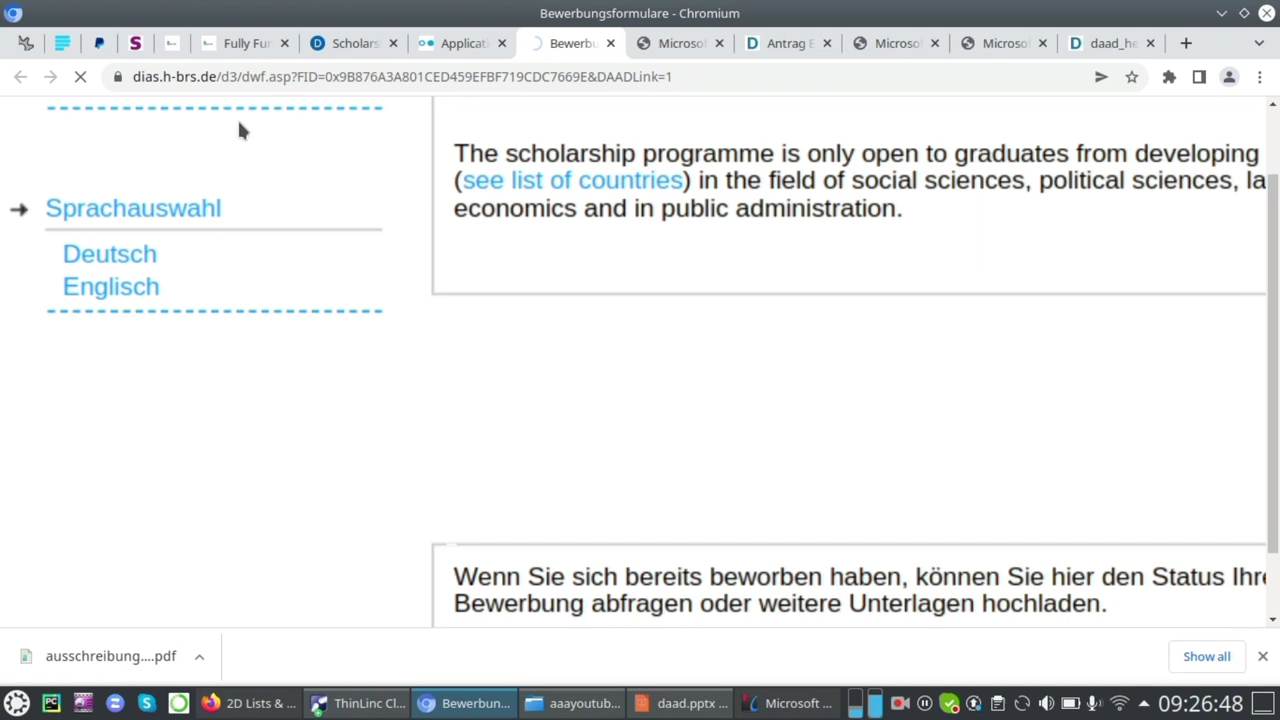 Bewerbungsformulare - Chromium
Fully Fur
Scholars
Applicati
Bewerbu
Microso
Antrag E
Microso
Microso
daad_he
dias.h-brs.de/d3/dwf.asp?FID=0x9B876A3A801CED459EFBF719CDC7669E&DAADLink=1
The scholarship programme is only open to graduates from developing
(see list of countries) in the field of social sciences, political sciences, la
economics and in public administration.
Sprachauswahl
Deutsch
Englisch
Wenn Sie sich bereits beworben haben, können Sie hier den Status Ihre
Bewerbung abfragen oder weitere Unterlagen hochladen.
ausschreibung....pdf
Show all
2D Lists & ...
ThinLinc Cl...
Bewerbun...
aaayoutub...
daad.pptx ...
Microsoft ...
09:26:48